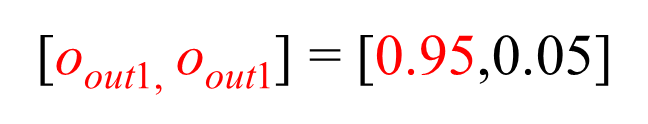 [o_out1, o_out1] = [0.95,0.05]